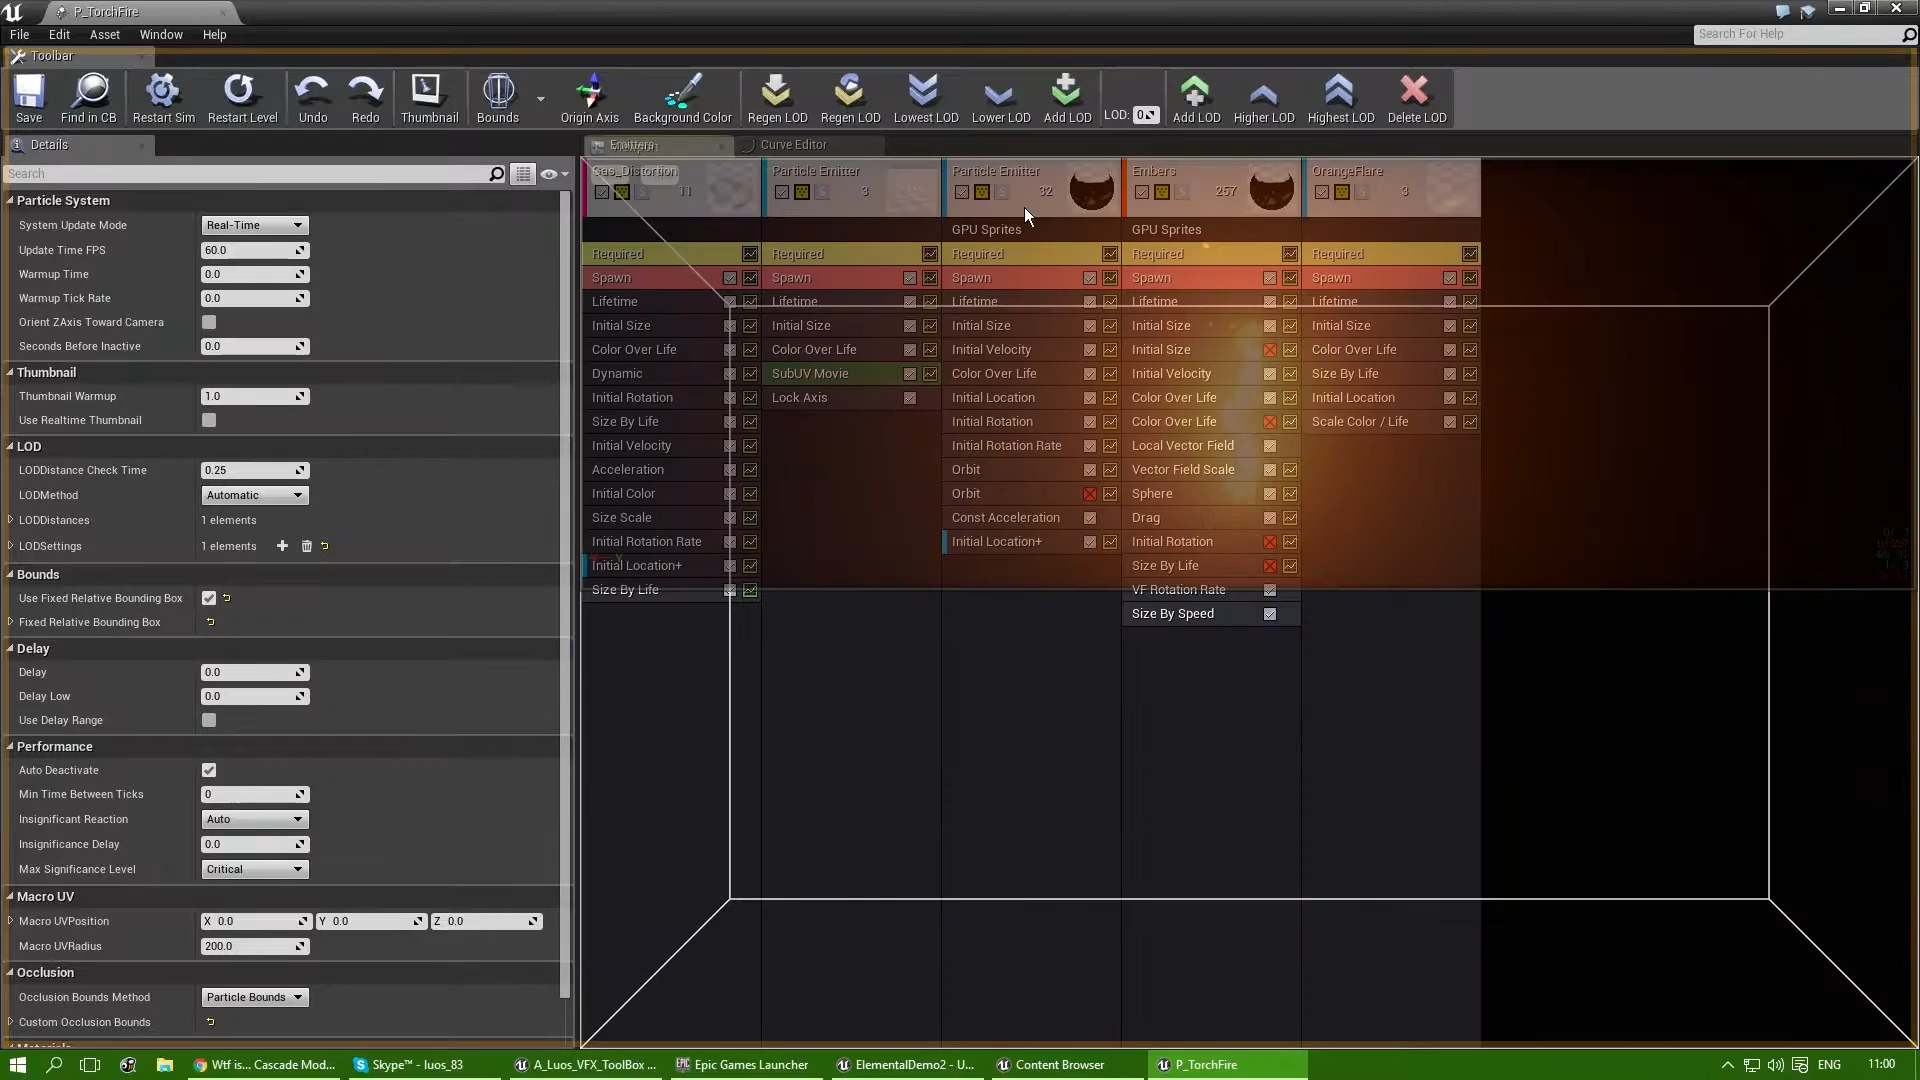 P_TorchFire
File Edit Asset Window Help
Search For Help
Toolbar
Save Find in CB Restart Sim Restart Level Undo Redo Thumbnail Bounds Origin Axis Background Color Regen LOD Regen LOD Lowest LOD Lower LOD Add LOD LOD: 0 Add LOD Higher LOD Highest LOD Delete LOD
Details
Search
Particle System
System Update Mode Real-Time
Update Time FPS 60.0
Warmup Time 0.0
Warmup Tick Rate 0.0
Orient ZAxis Toward Camera
Seconds Before Inactive 0.0
Thumbnail
Thumbnail Warmup 1.0
Use Realtime Thumbnail
LOD
LODDistance Check Time 0.25
LODMethod Automatic
LODDistances 1 elements
LODSettings 1 elements
Bounds
Use Fixed Relative Bounding Box
Fixed Relative Bounding Box
Delay
Delay 0.0
Delay Low 0.0
Use Delay Range
Performance
Auto Deactivate
Min Time Between Ticks 0
Insignificant Reaction Auto
Insignificance Delay 0.0
Max Significance Level Critical
Macro UV
Macro UVPosition X 0.0 Y 0.0 Z 0.0
Macro UVRadius 200.0
Occlusion
Occlusion Bounds Method Particle Bounds
Custom Occlusion Bounds
Materials
Emitters Curve Editor
Gas_Distortion
11
Required
Spawn
Lifetime
Initial Size
Color Over Life
Dynamic
Initial Rotation
Size By Life
Initial Velocity
Acceleration
Initial Color
Size Scale
Initial Rotation Rate
Initial Location+
Size By Life
Particle Emitter
3
Required
Spawn
Lifetime
Initial Size
Color Over Life
SubUV Movie
Lock Axis
Particle Emitter
32
GPU Sprites
Required
Spawn
Lifetime
Initial Size
Initial Velocity
Color Over Life
Initial Location
Initial Rotation
Initial Rotation Rate
Orbit
Orbit
Const Acceleration
Initial Location+
Embers
257
GPU Sprites
Required
Spawn
Lifetime
Initial Size
Initial Size
Initial Velocity
Color Over Life
Color Over Life
Local Vector Field
Vector Field Scale
Sphere
Drag
Initial Rotation
Size By Life
VF Rotation Rate
Size By Speed
OrangeFlare
3
Required
Spawn
Lifetime
Initial Size
Color Over Life
Size By Life
Initial Location
Scale Color / Life
Wtf is... Cascade Mod... Skype™ - luos_83 A_Luos_VFX_ToolBox ... Epic Games Launcher ElementalDemo2 - U... Content Browser P_TorchFire ENG 11:00